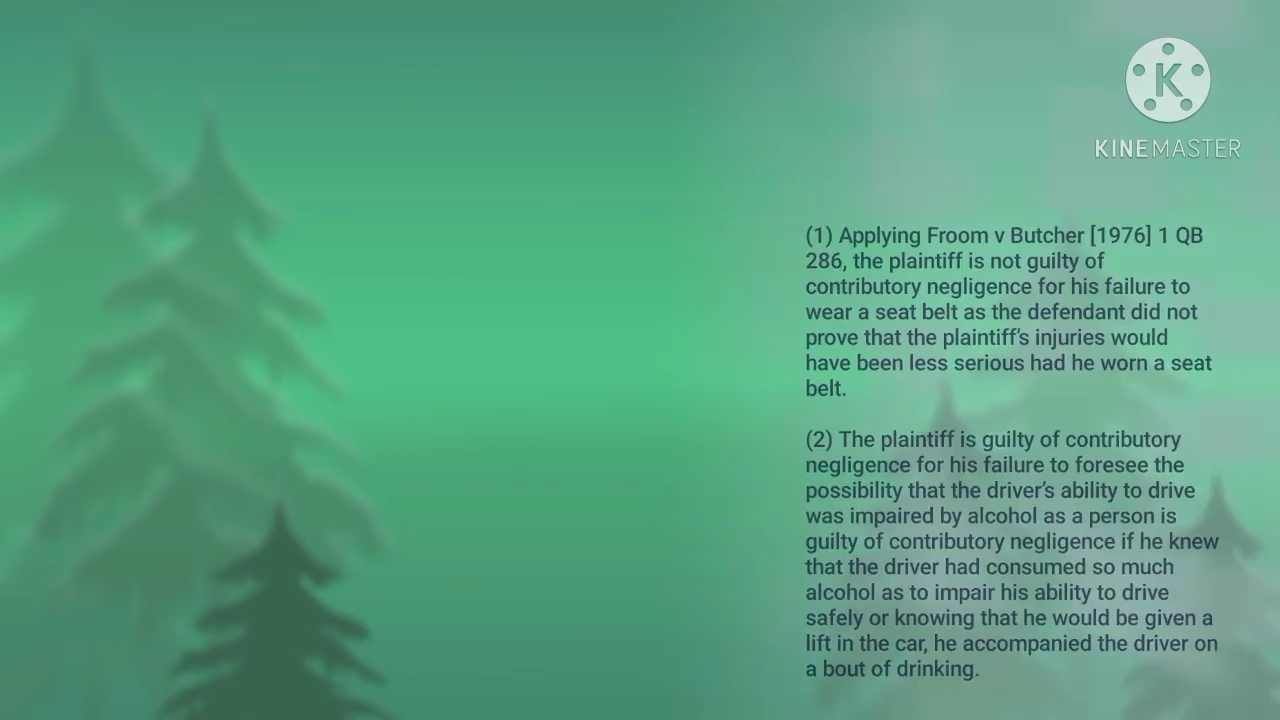 K
KINEMASTER
(1) Applying Froom v Butcher [1976] 1 QB
286, the plaintiff is not guilty of
contributory negligence for his failure to
wear a seat belt as the defendant did not
prove that the plaintiff's injuries would
have been less serious had he worn a seat
belt.
(2) The plaintiff is guilty of contributory
negligence for his failure to foresee the
possibility that the driver's ability to drive
was impaired by alcohol as a person is
guilty of contributory negligence if he knew
that the driver had consumed so much
alcohol as to impair his ability to drive
safely or knowing that he would be given a
lift in the car, he accompanied the driver on
a bout of drinking.